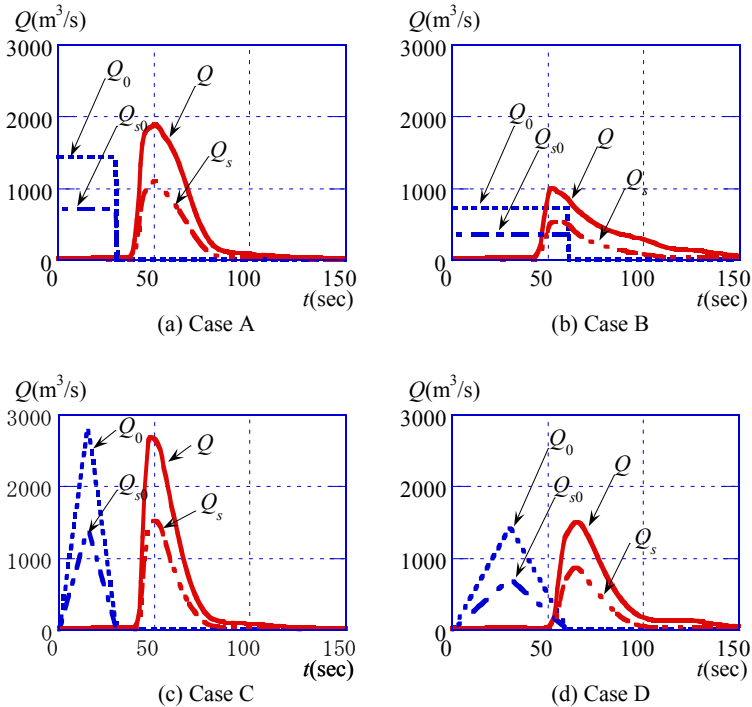 Q(m³/s)
3000
2000
1000
0
0
50
100
150
t(sec)
Q₀
Qₛ₀
Q
Qₛ
(a) Case A
Q(m³/s)
3000
2000
1000
0
0
50
100
150
t(sec)
Q₀
Qₛ₀
Q
Qₛ
(b) Case B
Q(m³/s)
3000
2000
1000
0
0
50
100
150
t(sec)
Q₀
Qₛ₀
Q
Qₛ
(c) Case C
Q(m³/s)
3000
2000
1000
0
0
50
100
150
t(sec)
Q₀
Qₛ₀
Q
Qₛ
(d) Case D